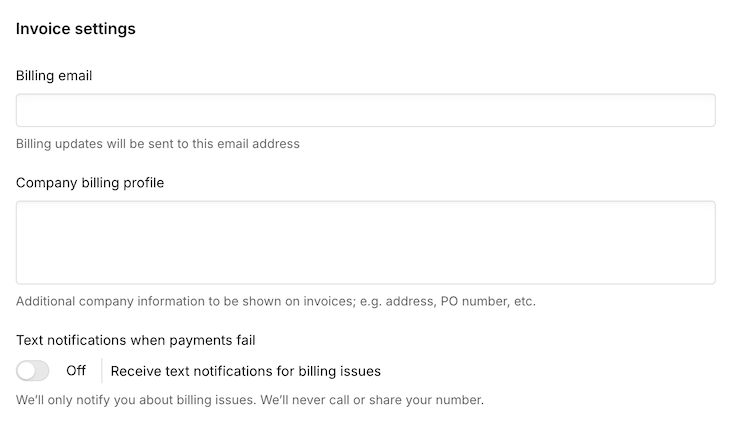 Invoice settings
Billing email
Billing updates will be sent to this email address
Company billing profile
Additional company information to be shown on invoices; e.g. address, PO number, etc.
Text notifications when payments fail
Off Receive text notifications for billing issues
We’ll only notify you about billing issues. We’ll never call or share your number.